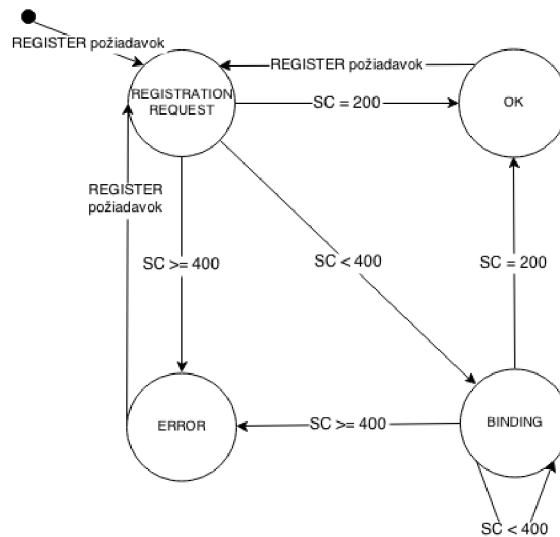 REGISTER požiadavok
REGISTER požiadavok
REGISTRATION
REQUEST
SC = 200
OK
REGISTER
požiadavok
SC >= 400
SC < 400
SC = 200
ERROR
SC >= 400
BINDING
SC < 400